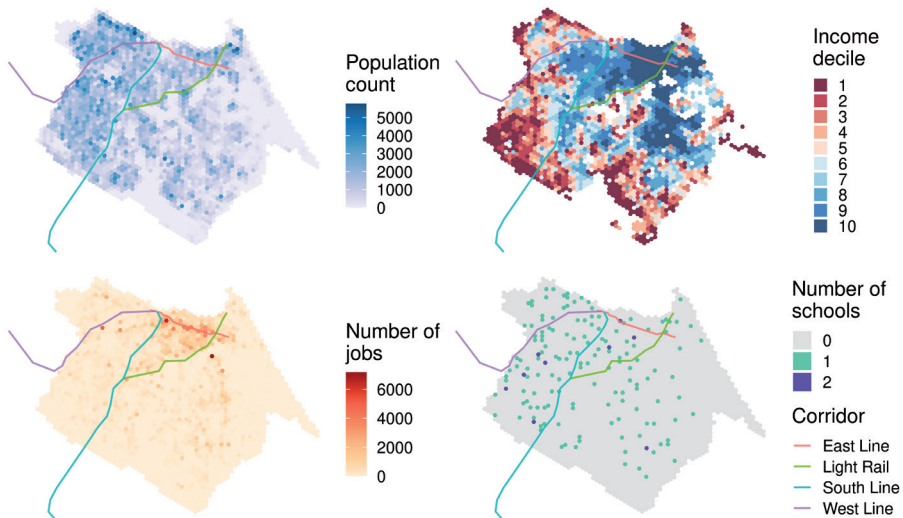 Population
count
5000
4000
3000
2000
1000
0
Income
decile
1
2
3
4
5
6
7
8
9
10
Number of
jobs
6000
4000
2000
0
Number of
schools
0
1
2
Corridor
East Line
Light Rail
South Line
West Line